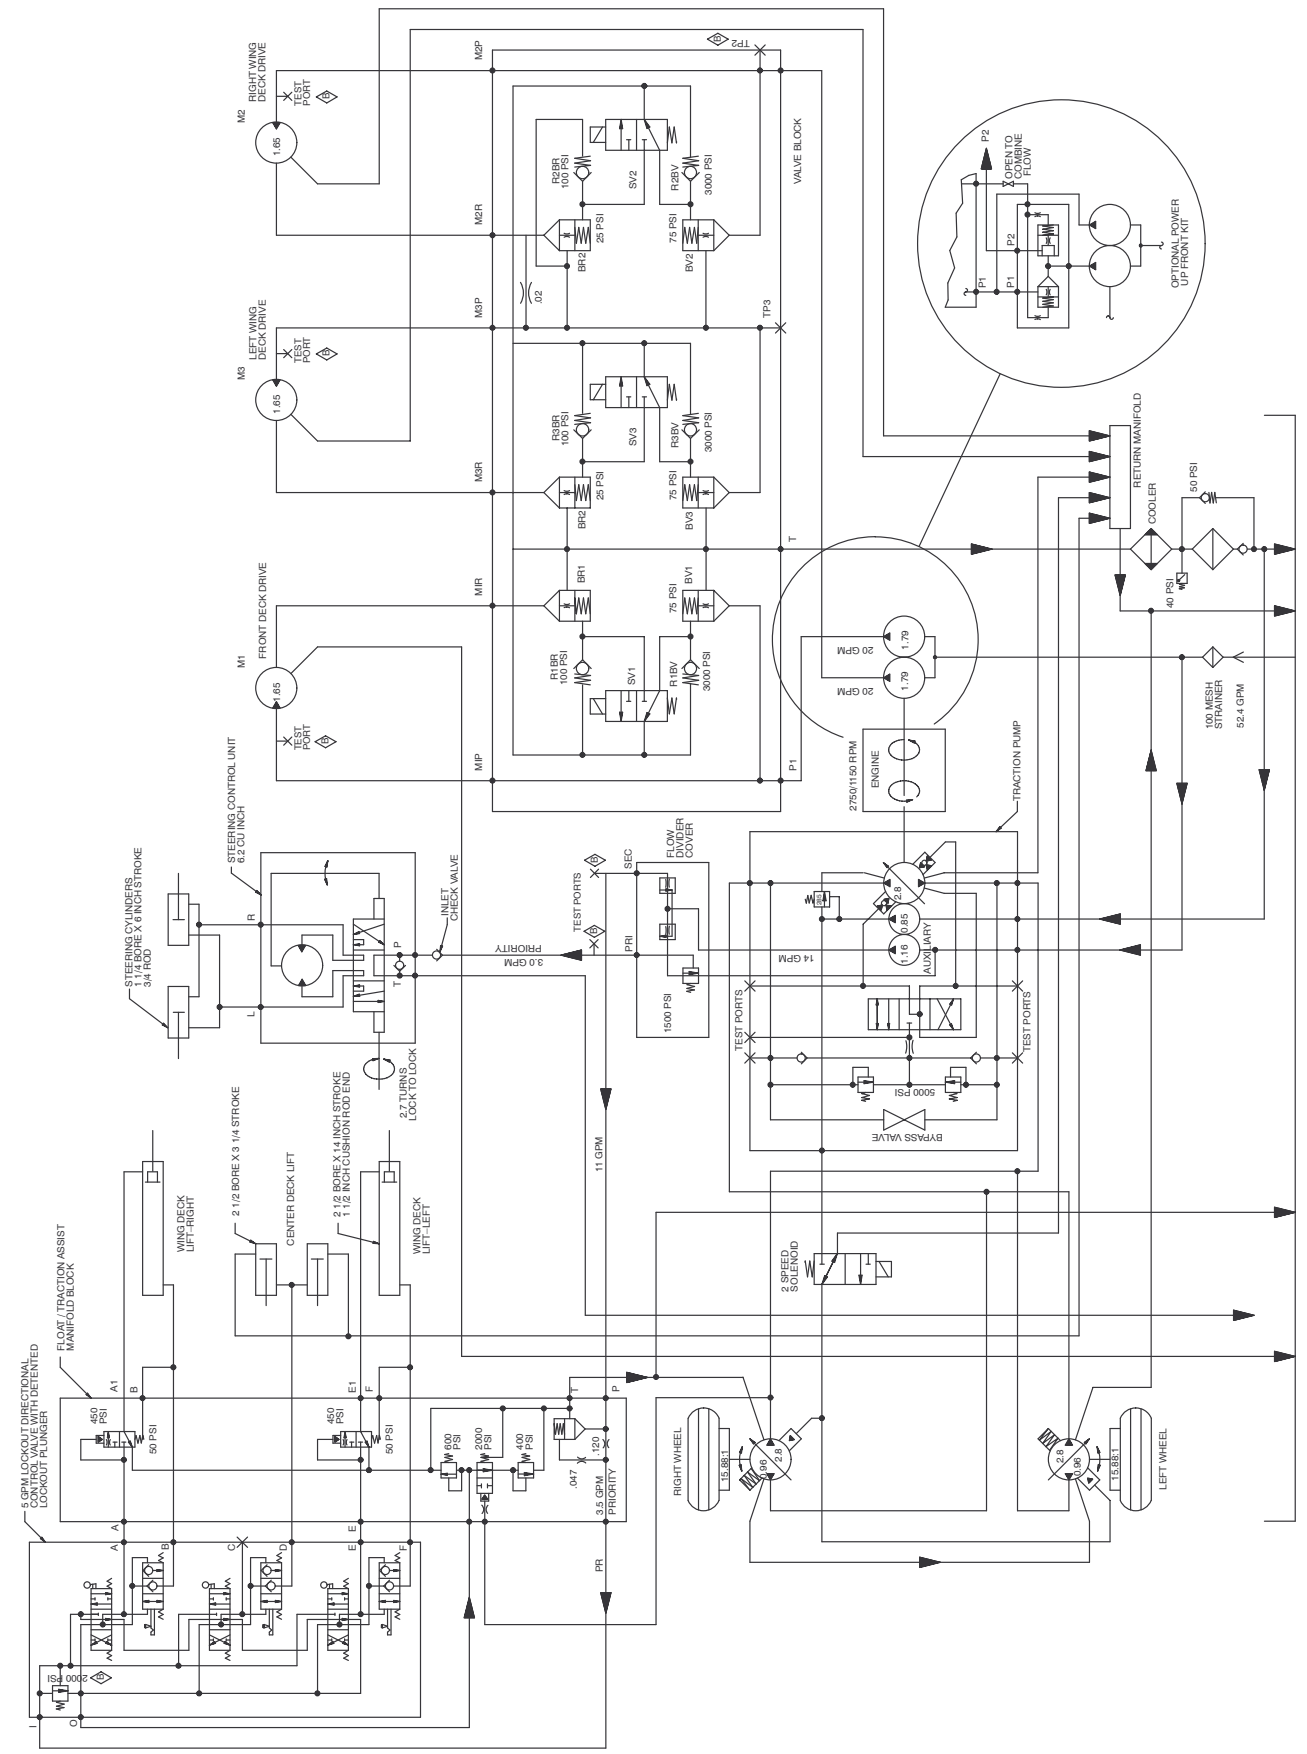 M2
RIGHT WING
DECK DRIVE
1.65
TEST
PORT
B
M2P
TP2
B
R2BR
100 PSI
SV2
R2BV
3000 PSI
VALVE BLOCK
M2R
BR2
25 PSI
75 PSI
BV2
.02
M3
LEFT WING
DECK DRIVE
1.65
TEST
PORT
B
M3P
TP3
R3BR
100 PSI
SV3
R3BV
3000 PSI
M3R
BR2
25 PSI
75 PSI
BV3
T
M1
FRONT DECK DRIVE
1.65
TEST
PORT
B
MIR
BR1
75 PSI
BV1
R1BR
100 PSI
SV1
R1BV
3000 PSI
MIP
P1
P2
OPEN TO
COMBINE
FLOW
P2
P1
P1
OPTIONAL POWER
UP FRONT KIT
RETURN MANIFOLD
COOLER
50 PSI
40 PSI
100 MESH
STRAINER
52.4 GPM
20 GPM
20 GPM
1.79
1.79
ENGINE
2750/1150 RPM
TRACTION PUMP
STEERING CYLINDERS
1 1/4 BORE X 6 INCH STROKE
3/4 ROD
STEERING CONTROL UNIT
6.2 CU INCH
L
R
T
P
INLET
CHECK VALVE
2.7 TURNS
LOCK TO LOCK
3.0 GPM
PRIORITY
TEST PORTS
B
B
PRI
SEC
FLOW
DIVIDER
COVER
1500 PSI
14 GPM
2.8
0.85
1.16
AUXILIARY
TEST PORTS
TEST PORTS
5000 PSI
BYPASS VALVE
11 GPM
2 SPEED
SOLENOID
WING DECK
LIFT-RIGHT
2 1/2 BORE X 3 1/4 STROKE
CENTER DECK LIFT
2 1/2 BORE X 14 INCH STROKE
1 1/2 INCH CUSHION ROD END
WING DECK
LIFT-LEFT
FLOAT / TRACTION ASSIST
MANIFOLD BLOCK
5 GPM LOCKOUT DIRECTIONAL
CONTROL VALVE WITH DETENTED
LOCKOUT PLUNGER
A1
B
450
PSI
50 PSI
E1
F
450
PSI
50 PSI
600
PSI
2000
PSI
400
PSI
T
P
.047
.120
3.5 GPM
PRIORITY
PR
A
A
B
C
D
E
E
F
2000 PSI
B
I
O
RIGHT WHEEL
15.88:1
0.96
2.8
LEFT WHEEL
15.88:1
0.96
2.8